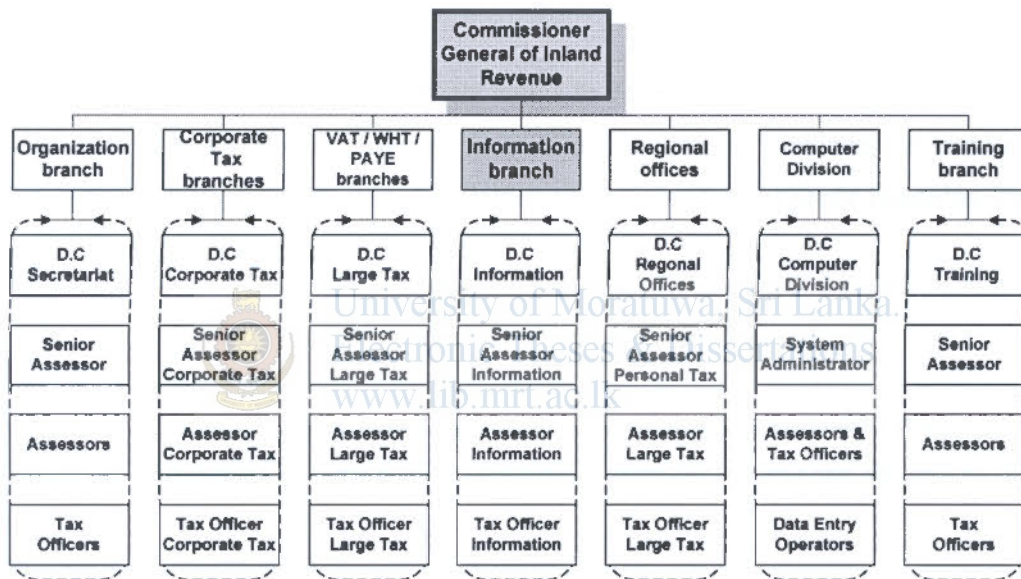 Commissioner
General of Inland
Revenue
Organization
branch
Corporate
Tax
branches
VAT / WHT /
PAYE
branches
Information
branch
Regional
offices
Computer
Division
Training
branch
D.C
Secretariat
D.C
Corporate Tax
D.C
Large Tax
D.C
Information
D.C
Regonal
Offices
D.C
Computer
Division
D.C
Training
University of Moratuwa, Sri Lanka.
Electronic Theses & Dissertations
www.lib.mrt.ac.lk
Senior
Assessor
Senior
Assessor
Corporate Tax
Senior
Assessor
Large Tax
Senior
Assessor
Information
Senior
Assessor
Personal Tax
System
Administrator
Senior
Assessor
Assessors
Assessor
Corporate Tax
Assessor
Large Tax
Assessor
Information
Assessor
Large Tax
Assessors &
Tax Officers
Assessors
Tax
Officers
Tax Officer
Corporate Tax
Tax Officer
Large Tax
Tax Officer
Information
Tax Officer
Large Tax
Data Entry
Operators
Tax
Officers